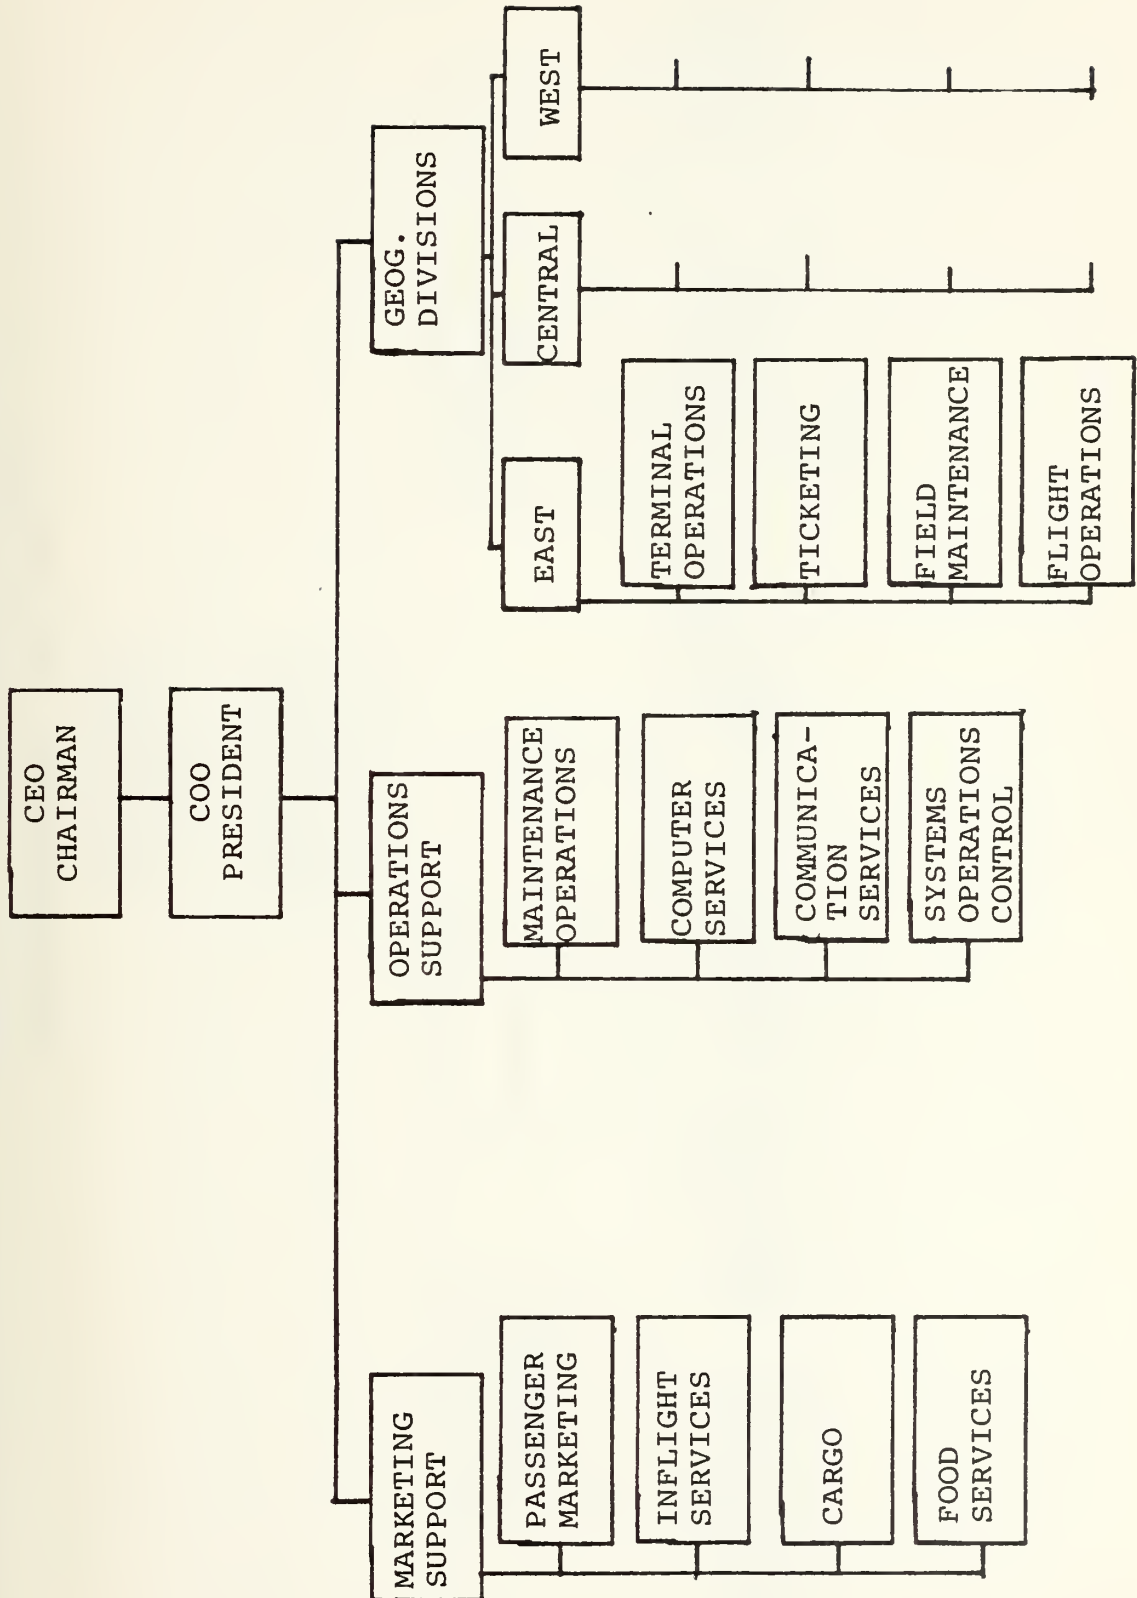 CEO
CHAIRMAN
COO
PRESIDENT
MARKETING
SUPPORT
PASSENGER
MARKETING
INFLIGHT
SERVICES
CARGO
FOOD
SERVICES
OPERATIONS
SUPPORT
MAINTENANCE
OPERATIONS
COMPUTER
SERVICES
COMMUNICA-
TION
SERVICES
SYSTEMS
OPERATIONS
CONTROL
GEOG.
DIVISIONS
EAST
TERMINAL
OPERATIONS
TICKETING
FIELD
MAINTENANCE
FLIGHT
OPERATIONS
CENTRAL
WEST